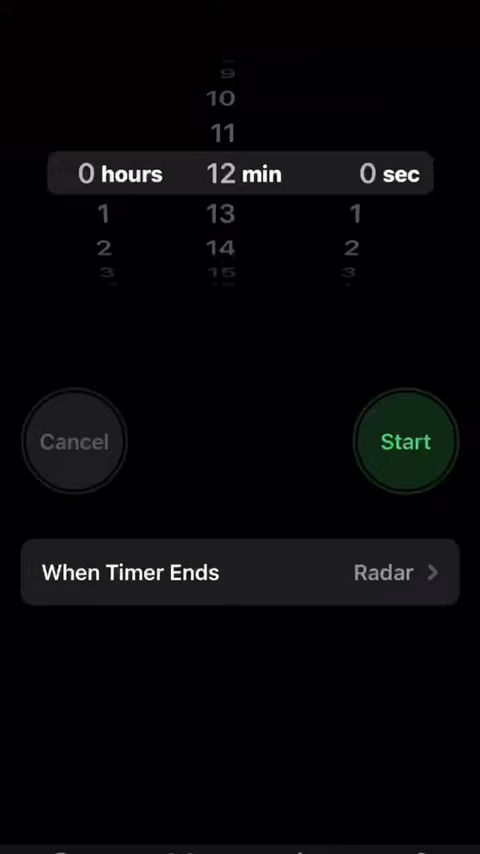 9
10
11
0 hours 12 min 0 sec
1 13 1
2 14 2
3 15 3
Cancel Start
When Timer Ends Radar